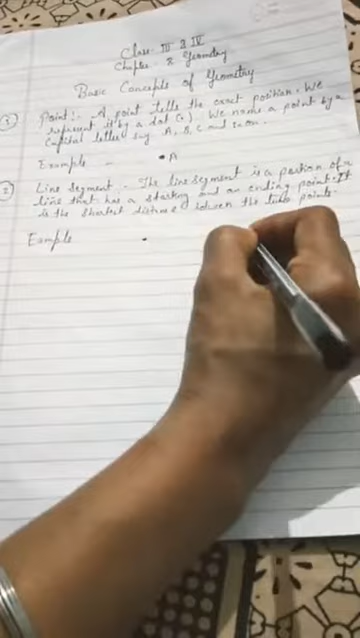 Class III & IV
Chapter: 8 Geometry
Basic Concepts of Geometry
① Point:- A point tells the exact position. We
represent it by a dot (•). We name a point by a
Capital letter say A, B, C and so on.
Example - •A
② Line Segment - The line segment is a portion of a
line that has a starting and an ending point. It
is the shortest distance between the two points.
Eample